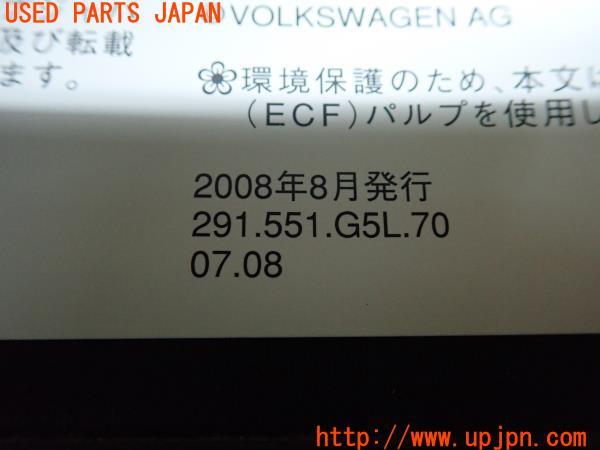 USED PARTS JAPAN
VOLKSWAGEN AG
及び転載
ます。
環境保護のため、本文
(ECF)パルプを使用し
2008年8月発行
291.551.G5L.70
07.08
http://www.upjpn.com/